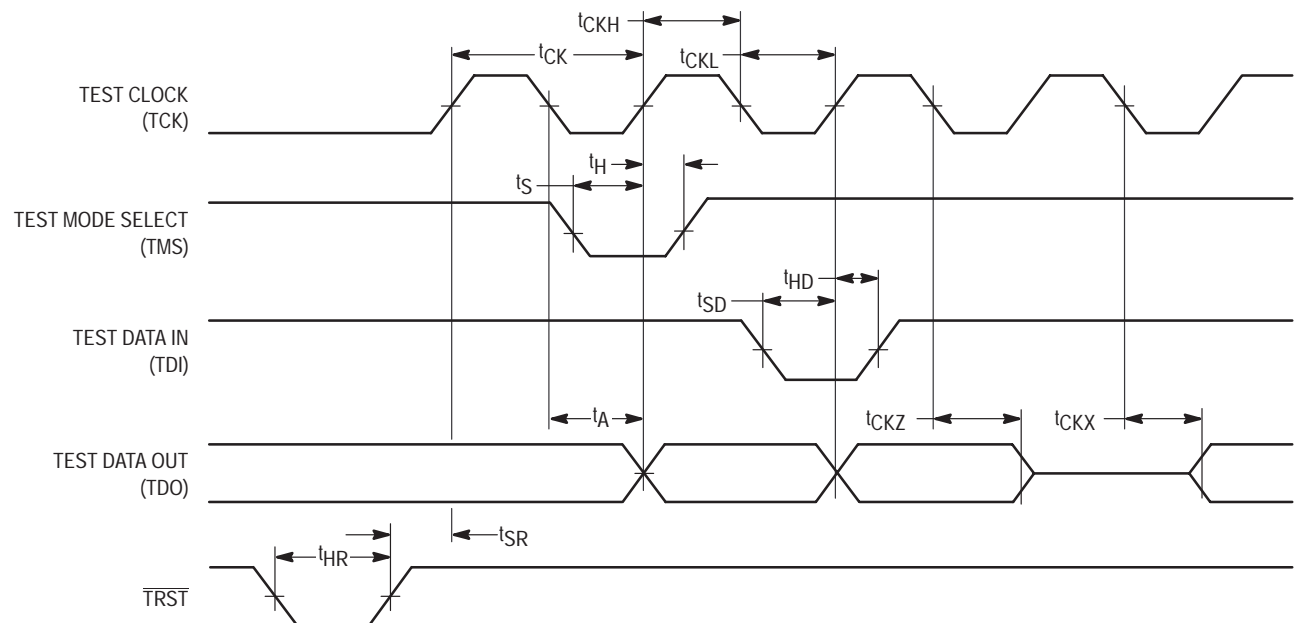 tCKH
tCK
tCKL
TEST CLOCK
(TCK)
tH
tS
TEST MODE SELECT
(TMS)
tHD
tSD
TEST DATA IN
(TDI)
tA
tCKZ
tCKX
TEST DATA OUT
(TDO)
tSR
tHR
TRST